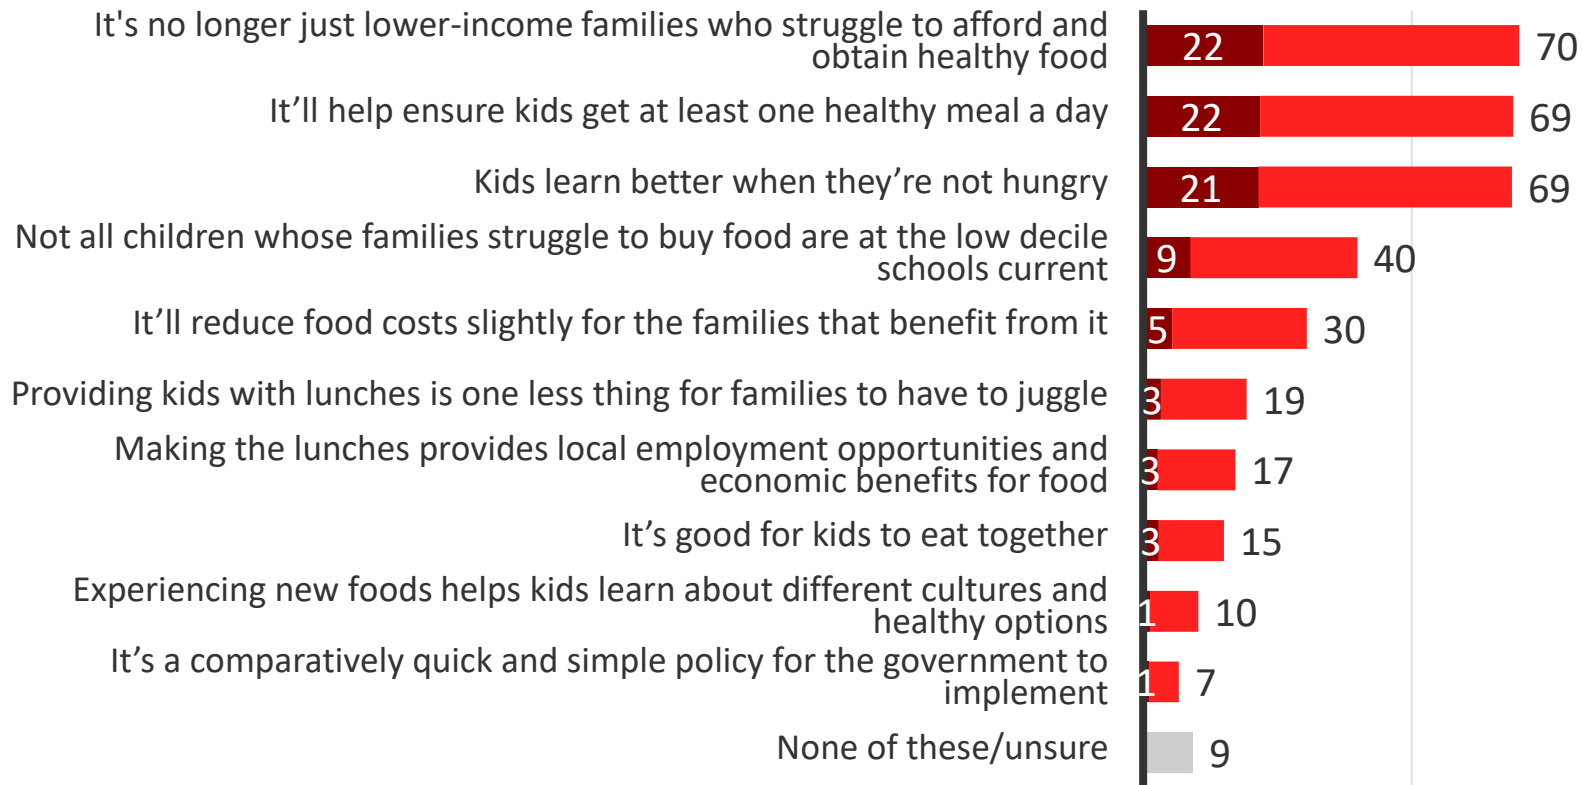 It's no longer just lower-income families who struggle to afford and
obtain healthy food
22 70
It’ll help ensure kids get at least one healthy meal a day
22 69
Kids learn better when they’re not hungry
21 69
Not all children whose families struggle to buy food are at the low decile
schools current
9 40
It’ll reduce food costs slightly for the families that benefit from it
5 30
Providing kids with lunches is one less thing for families to have to juggle
3 19
Making the lunches provides local employment opportunities and
economic benefits for food
3 17
It’s good for kids to eat together
3 15
Experiencing new foods helps kids learn about different cultures and
healthy options
1 10
It’s a comparatively quick and simple policy for the government to
implement
1 7
None of these/unsure
9